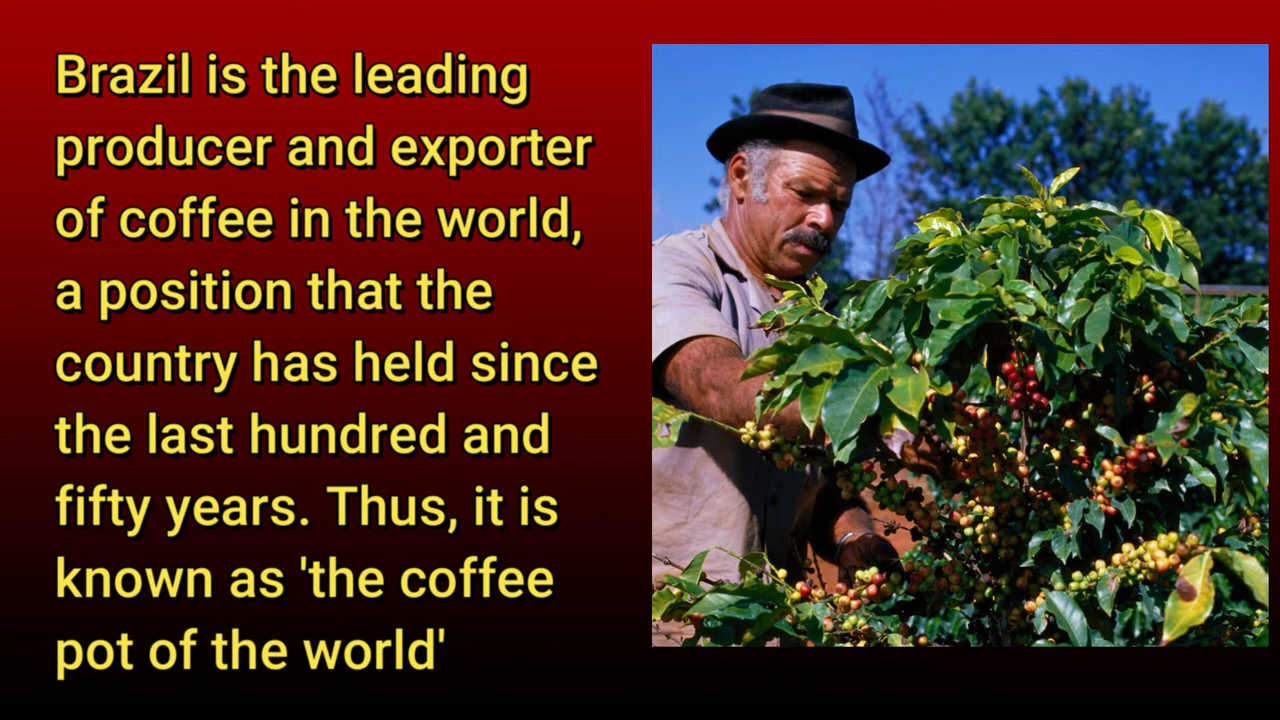 Brazil is the leading
producer and exporter
of coffee in the world,
a position that the
country has held since
the last hundred and
fifty years. Thus, it is
known as 'the coffee
pot of the world'